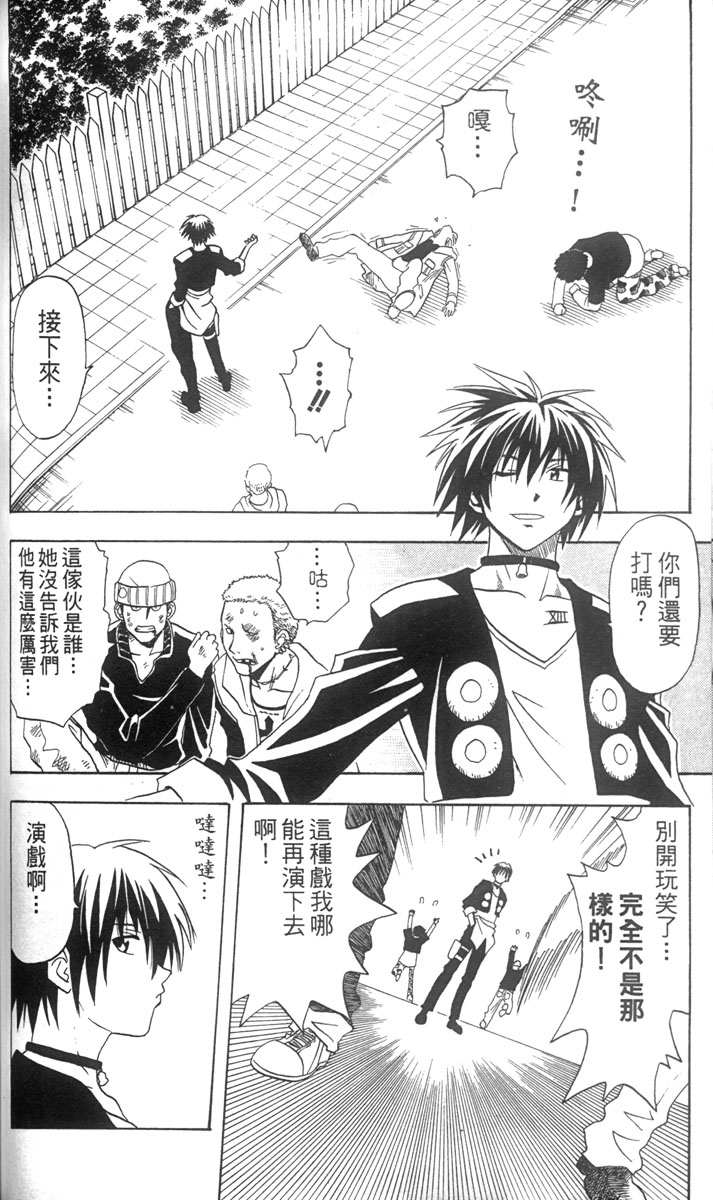 咚唰…！
嘎…
接下來…
…!!
你們還要
打嗎？
XIII
…咕…
這傢伙是誰…
她沒告訴我們
他有這麼厲害…
別開玩笑了…
完全不是那
樣的！
這種戲我哪
能再演下去
啊！
噠噠噠…
演戲啊…